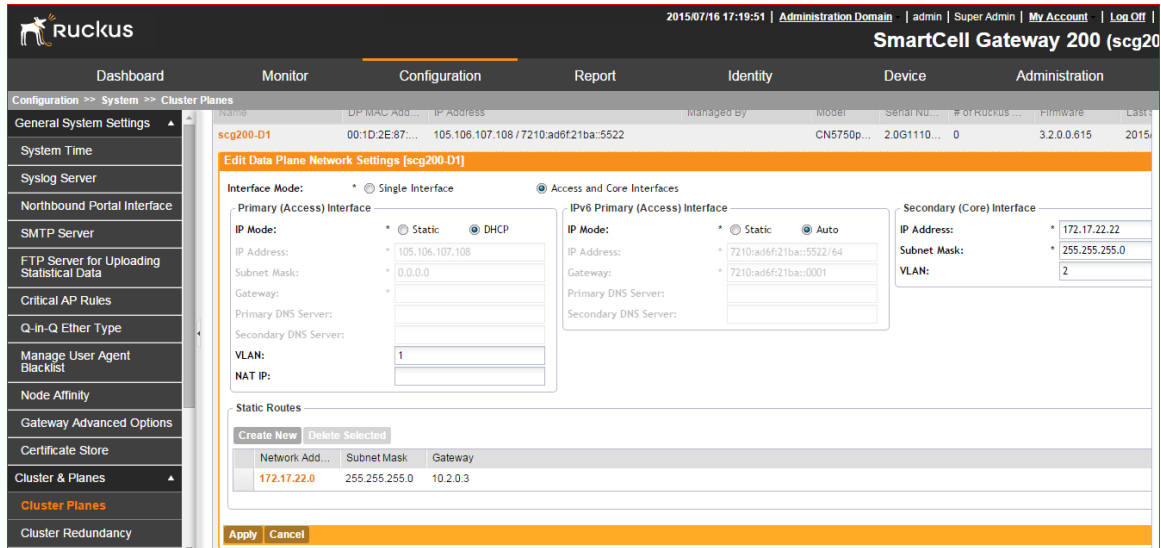 Ruckus
2015/07/16 17:19:51 | Administration Domain | admin | Super Admin | My Account | Log Off |
SmartCell Gateway 200 (scg20
Dashboard Monitor Configuration Report Identity Device Administration
Configuration >> System >> Cluster Planes
General System Settings
System Time
Syslog Server
Northbound Portal Interface
SMTP Server
FTP Server for Uploading
Statistical Data
Critical AP Rules
Q-in-Q Ether Type
Manage User Agent
Blacklist
Node Affinity
Gateway Advanced Options
Certificate Store
Cluster & Planes
Cluster Planes
Cluster Redundancy
Name DP MAC Add... IP Address Managed By Model Serial Nu... # of Ruckus ... Firmware Last S
scg200-D1 00:1D:2E:87:... 105.106.107.108 / 7210:ad6f:21ba::5522 CN5750p... 2.0G1110... 0 3.2.0.0.615 2015/
Edit Data Plane Network Settings [scg200-D1]
Interface Mode: * Single Interface Access and Core Interfaces
Primary (Access) Interface
IP Mode: * Static DHCP
IP Address: * 105.106.107.108
Subnet Mask: * 0.0.0.0
Gateway: *
Primary DNS Server:
Secondary DNS Server:
VLAN: 1
NAT IP:
IPv6 Primary (Access) Interface
IP Mode: * Static Auto
IP Address: * 7210:ad6f:21ba::5522/64
Gateway: * 7210:ad6f:21ba::0001
Primary DNS Server:
Secondary DNS Server:
Secondary (Core) Interface
IP Address: * 172.17.22.22
Subnet Mask: * 255.255.255.0
VLAN: 2
Static Routes
Create New Delete Selected
Network Add... Subnet Mask Gateway
172.17.22.0 255.255.255.0 10.2.0.3
Apply Cancel